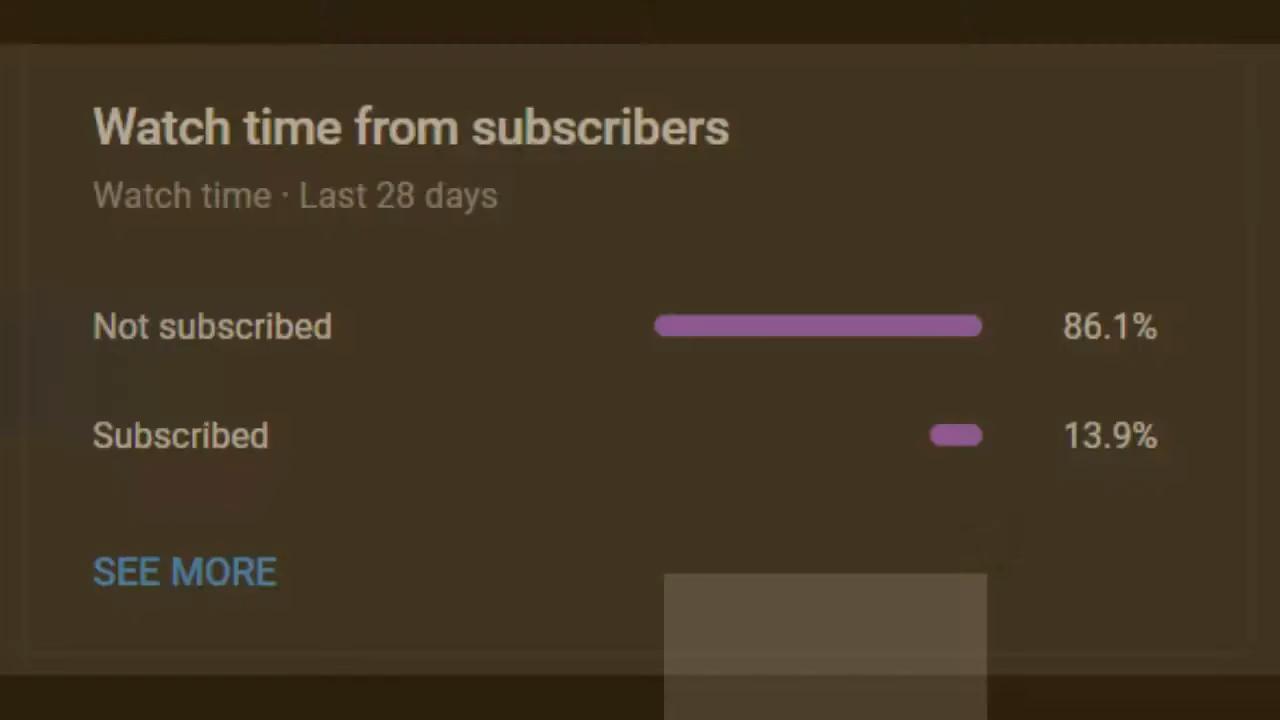 Watch time from subscribers
Watch time · Last 28 days
Not subscribed 86.1%
Subscribed 13.9%
SEE MORE